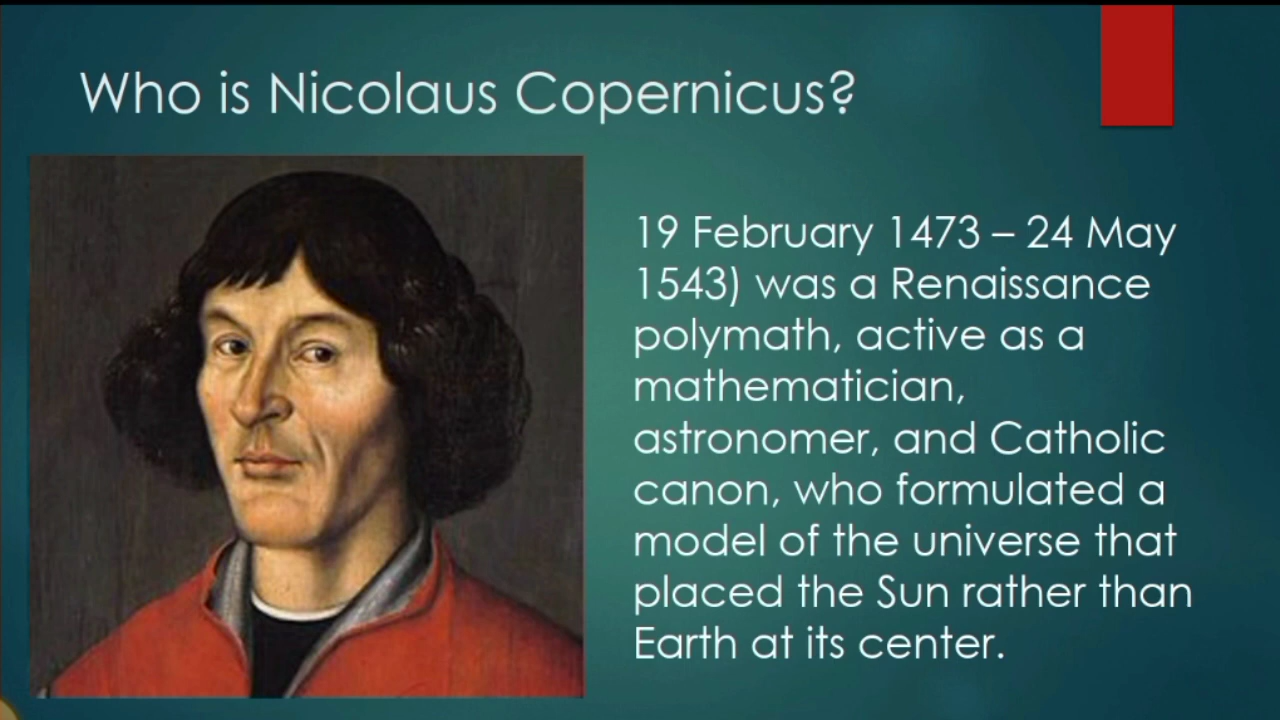 Who is Nicolaus Copernicus?
19 February 1473 – 24 May
1543) was a Renaissance
polymath, active as a
mathematician,
astronomer, and Catholic
canon, who formulated a
model of the universe that
placed the Sun rather than
Earth at its center.